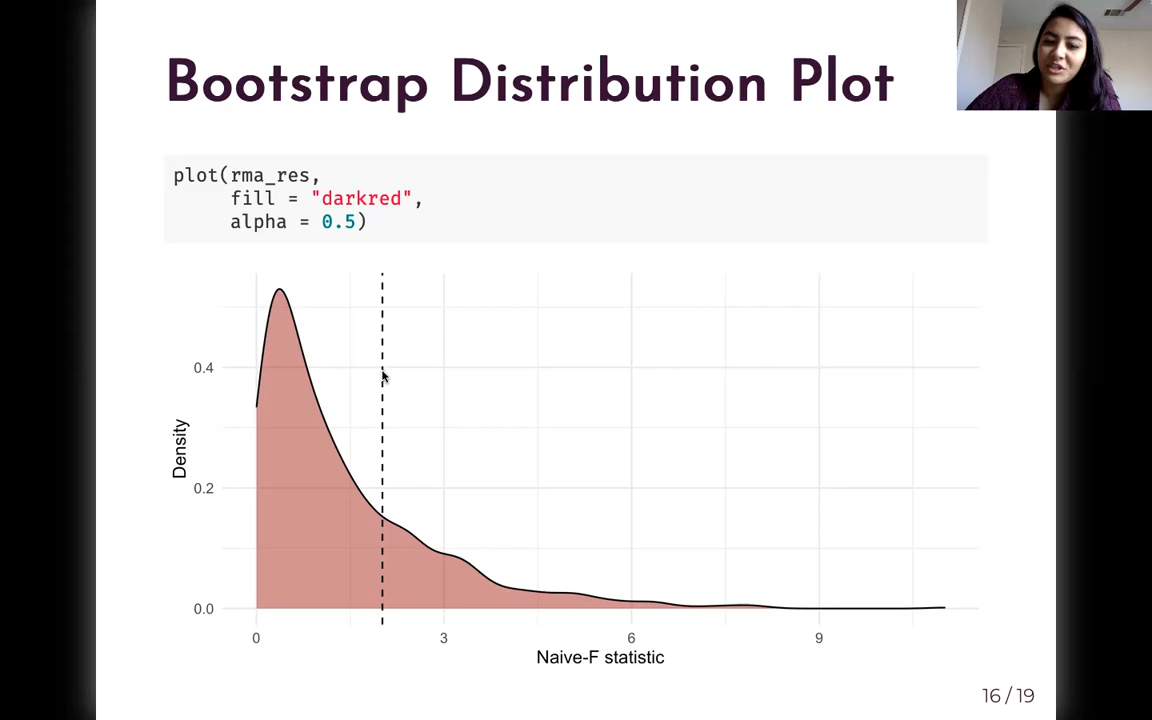 Bootstrap Distribution Plot
plot(rma_res,
fill = "darkred",
alpha = 0.5)
0.4
0.2
0.0
Density
0
3
6
9
Naive-F statistic
16 / 19